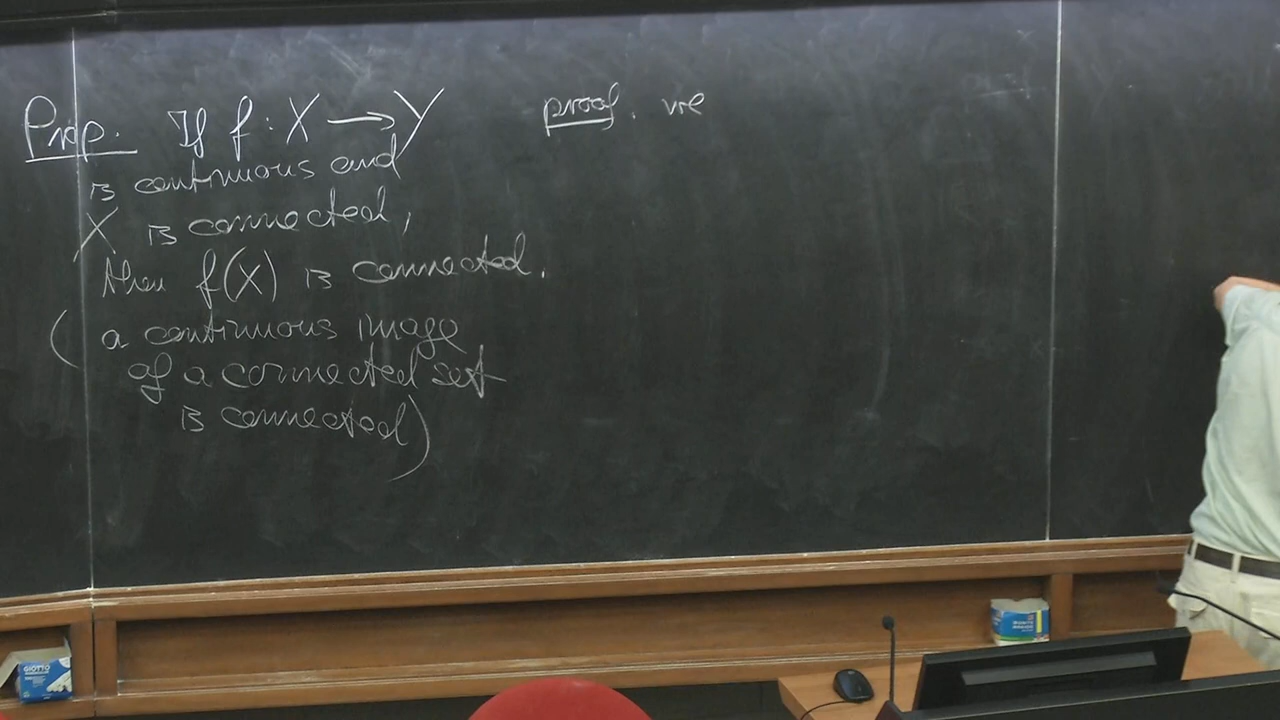 Prop. If f : X → Y
is continuous and
X is connected,
then f(X) is connected.
( a continuous image
of a connected set
is connected)
proof. we
GIOTTO